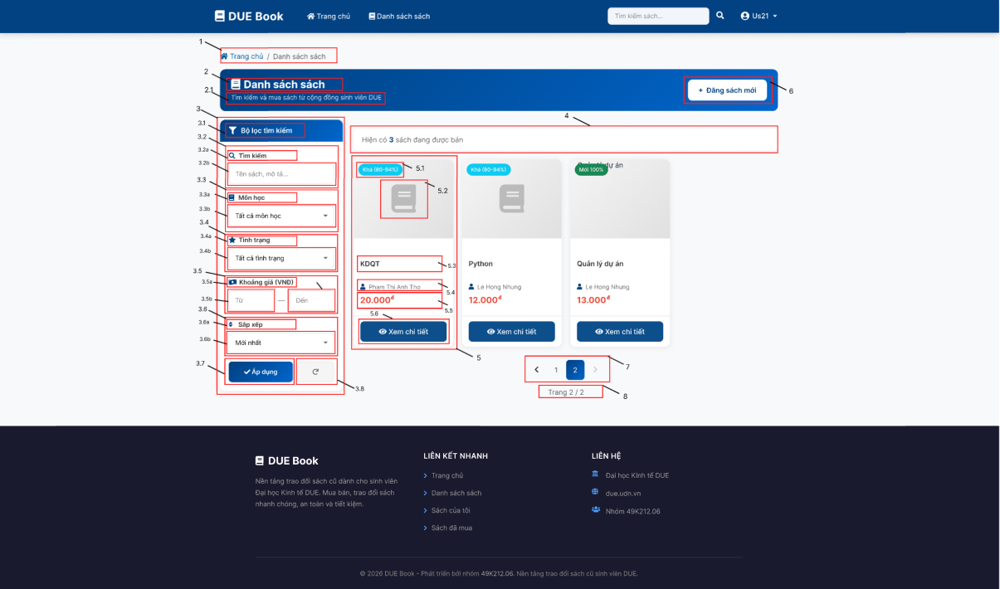 DUE Book Trang chủ Danh sách sách Tìm kiếm sách... Us21
1
Trang chủ / Danh sách sách
2
Danh sách sách
2.1
Tìm kiếm và mua sách từ cộng đồng sinh viên DUE
+ Đăng sách mới
6
3
3.1
Bộ lọc tìm kiếm
3.2
3.2a
Tìm kiếm
3.2b
Tên sách, mô tả...
3.3
3.3a
Môn học
3.3b
Tất cả môn học
3.4
3.4a
Tình trạng
3.4b
Tất cả tình trạng
3.5
3.5a
Khoảng giá (VNĐ)
3.5b
Từ — Đến
3.6
3.6a
Sắp xếp
3.6b
Mới nhất
3.7
Áp dụng
3.8
4
Hiện có 3 sách đang được bán
Khá (80-94%)
5.1
5.2
KDQT
5.3
Pham Thi Anh Tho
5.4
20.000đ
5.5
5.6
Xem chi tiết
5
Khá (80-94%)
Python
Le Hong Nhung
12.000đ
Xem chi tiết
Quản lý dự án
Mới 100%
Quản lý dự án
Le Hong Nhung
13.000đ
Xem chi tiết
1 2
7
Trang 2 / 2
8
DUE Book
Nền tảng trao đổi sách cũ dành cho sinh viên
Đại học Kinh tế DUE. Mua bán, trao đổi sách
nhanh chóng, an toàn và tiết kiệm.
LIÊN KẾT NHANH
Trang chủ
Danh sách sách
Sách của tôi
Sách đã mua
LIÊN HỆ
Đại học Kinh tế DUE
due.udn.vn
Nhóm 49K212.06
© 2026 DUE Book - Phát triển bởi nhóm 49K212.06. Nền tảng trao đổi sách cũ sinh viên DUE.